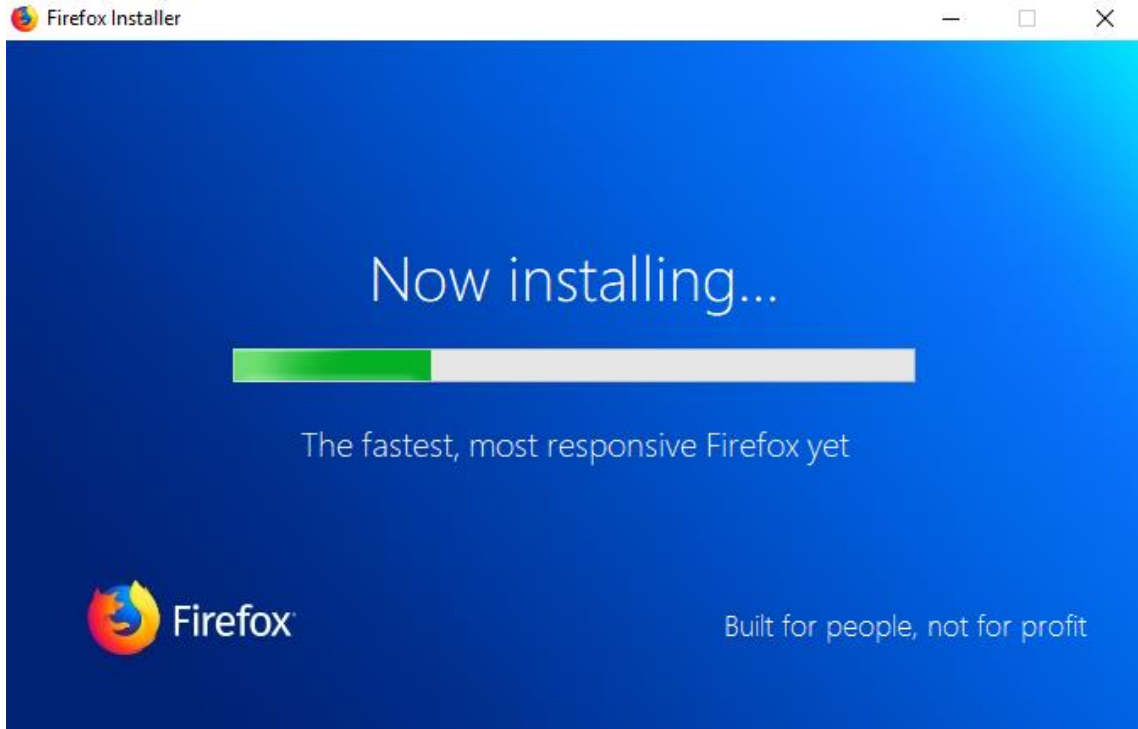 Firefox Installer
Now installing...
The fastest, most responsive Firefox yet
Firefox
Built for people, not for profit